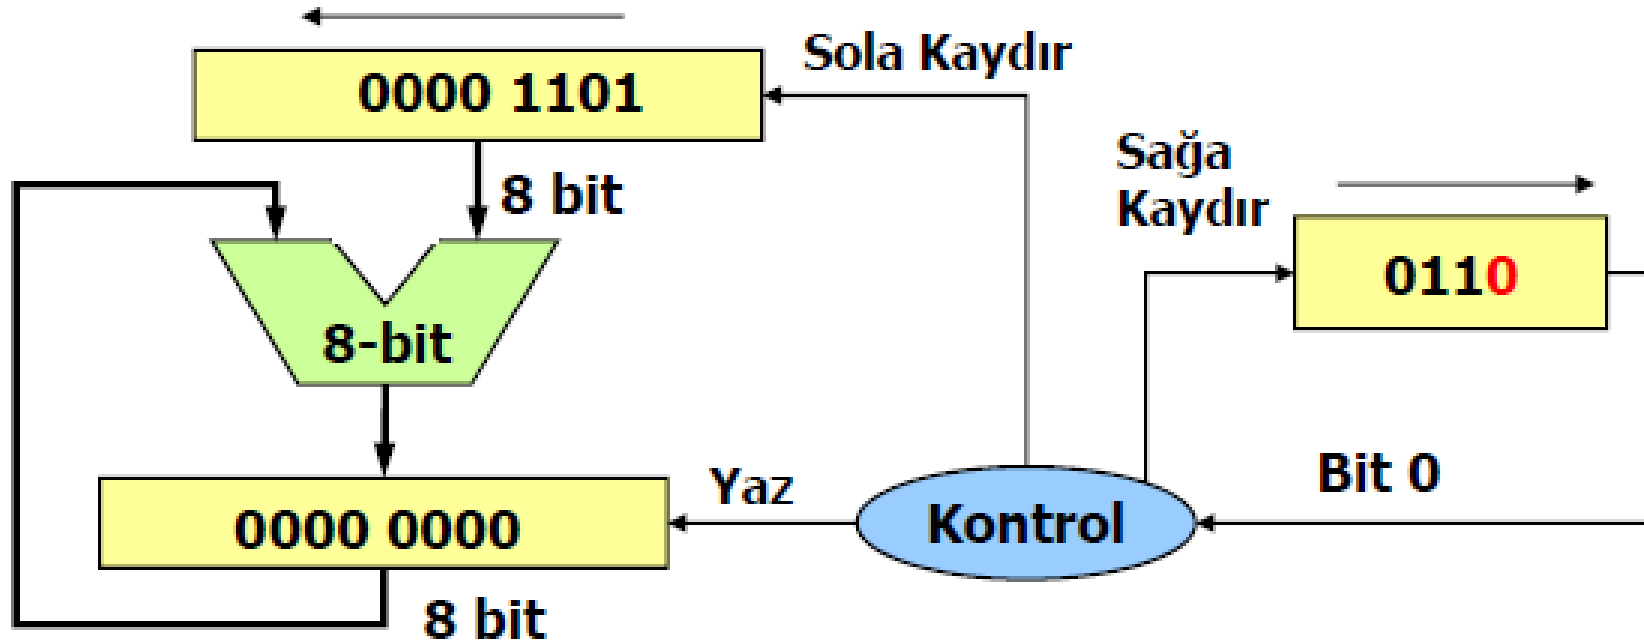 Sola Kaydır
0000 1101
Sağa
Kaydır
8 bit
0110
8-bit
Yaz
Bit 0
Kontrol
0000 0000
8 bit